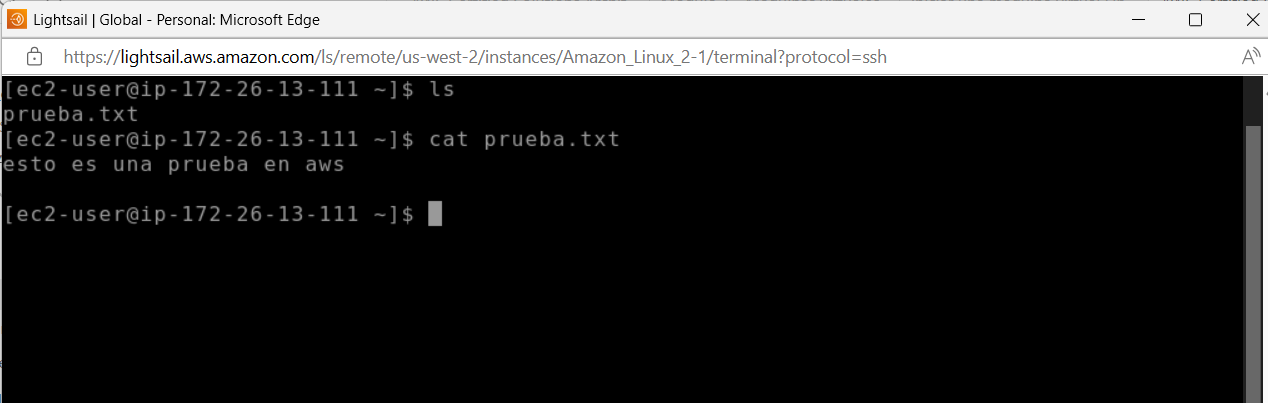 Lightsail | Global - Personal: Microsoft Edge
https://lightsail.aws.amazon.com/ls/remote/us-west-2/instances/Amazon_Linux_2-1/terminal?protocol=ssh
[ec2-user@ip-172-26-13-111 ~]$ ls
prueba.txt
[ec2-user@ip-172-26-13-111 ~]$ cat prueba.txt
esto es una prueba en aws
[ec2-user@ip-172-26-13-111 ~]$